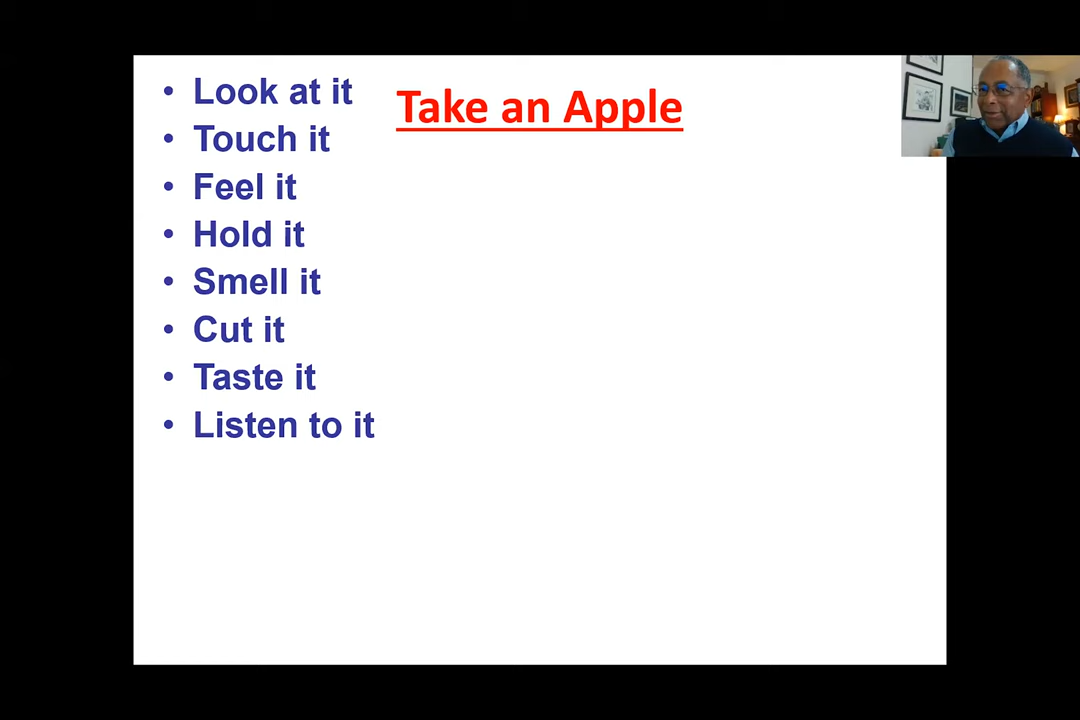 Take an Apple
• Look at it
• Touch it
• Feel it
• Hold it
• Smell it
• Cut it
• Taste it
• Listen to it